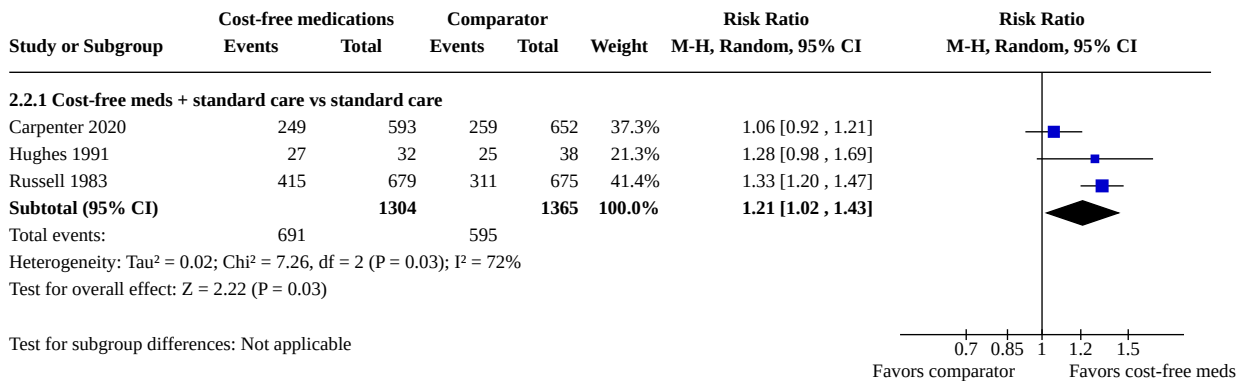 Cost-free medications Comparator Risk Ratio Risk Ratio
Study or Subgroup Events Total Events Total Weight M-H, Random, 95% CI M-H, Random, 95% CI
2.2.1 Cost-free meds + standard care vs standard care
Carpenter 2020 249 593 259 652 37.3% 1.06 [0.92 , 1.21]
Hughes 1991 27 32 25 38 21.3% 1.28 [0.98 , 1.69]
Russell 1983 415 679 311 675 41.4% 1.33 [1.20 , 1.47]
Subtotal (95% CI) 1304 1365 100.0% 1.21 [1.02 , 1.43]
Total events: 691 595
Heterogeneity: Tau² = 0.02; Chi² = 7.26, df = 2 (P = 0.03); I² = 72%
Test for overall effect: Z = 2.22 (P = 0.03)
Test for subgroup differences: Not applicable
0.7 0.85 1 1.2 1.5
Favors comparator Favors cost-free meds